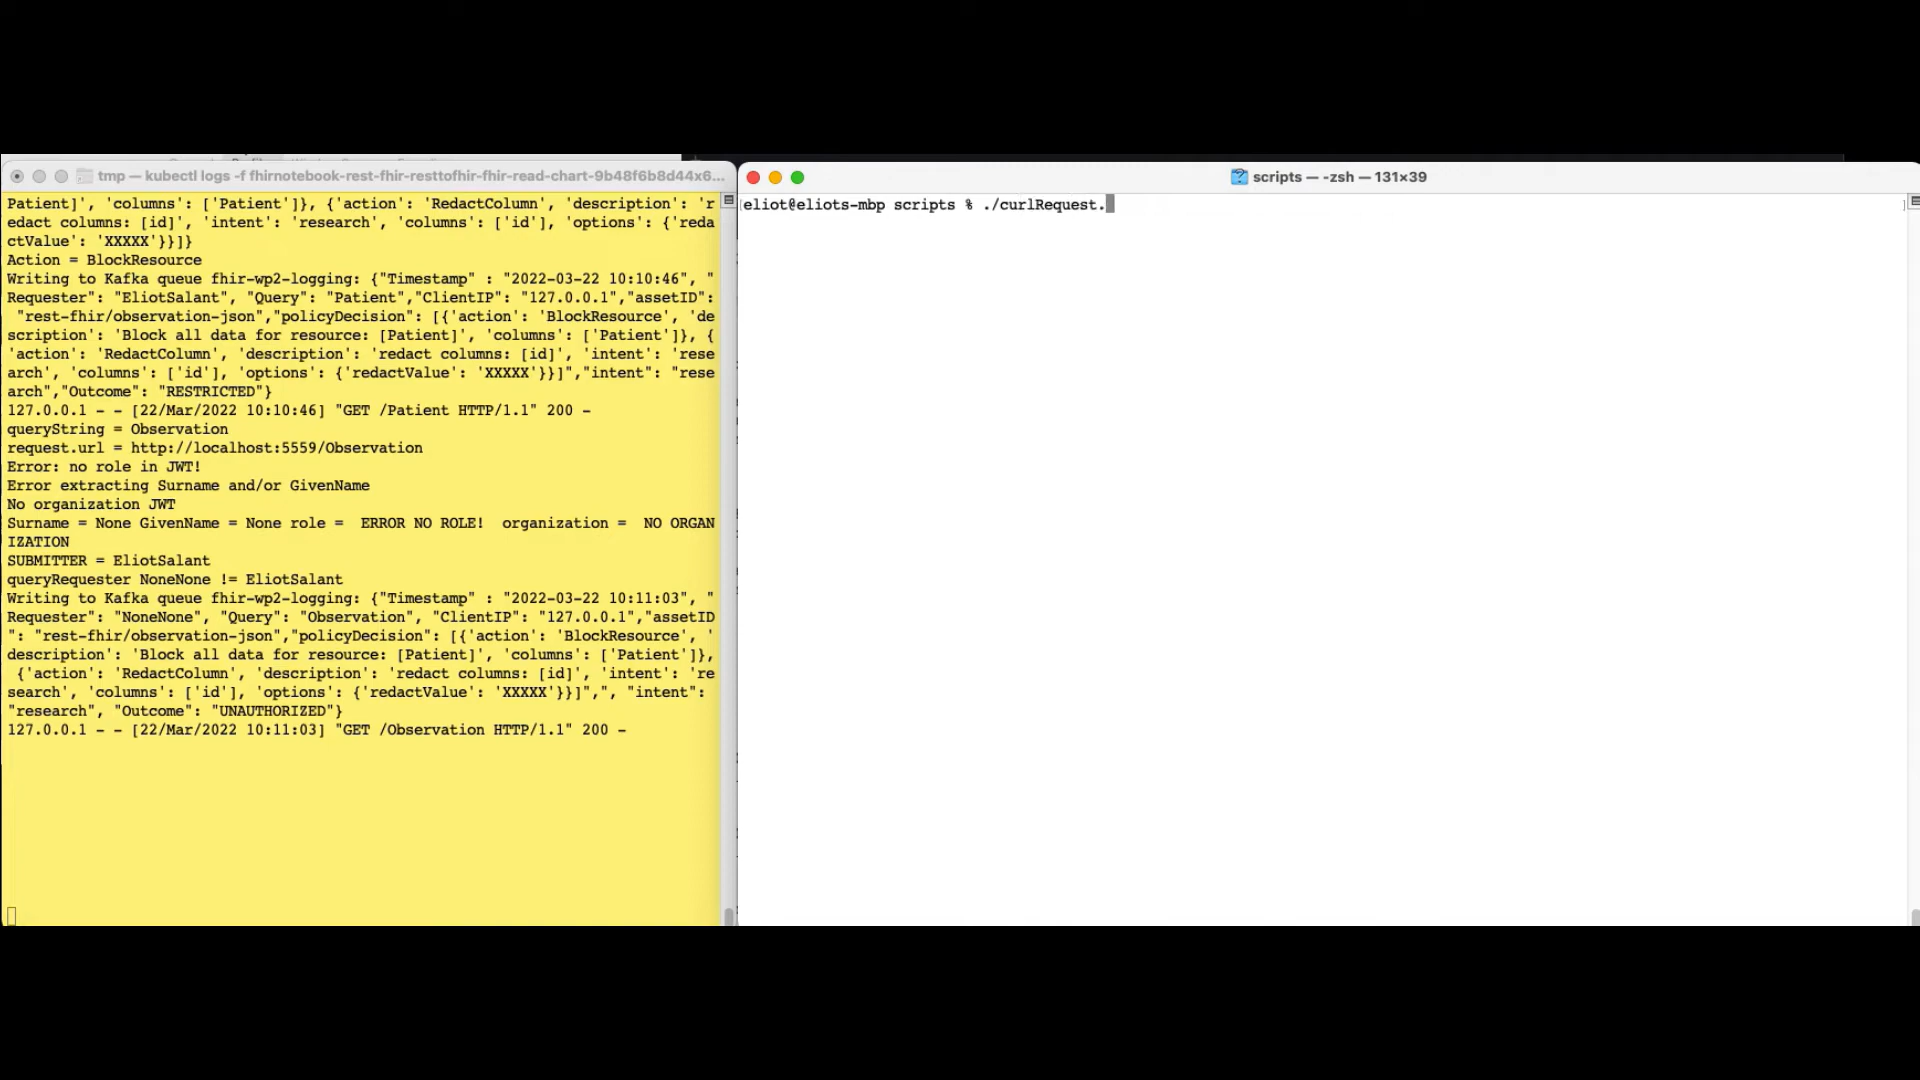 tmp — kubectl logs -f fhirnotebook-rest-fhir-resttofhir-fhir-read-chart-9b48f6b8d44x6...
Patient]', 'columns': ['Patient']}, {'action': 'RedactColumn', 'description': 'r
edact columns: [id]', 'intent': 'research', 'columns': ['id'], 'options': {'reda
ctValue': 'XXXXX'}}]}
Action = BlockResource
Writing to Kafka queue fhir-wp2-logging: {"Timestamp" : "2022-03-22 10:10:46", "
Requester": "EliotSalant", "Query": "Patient","ClientIP": "127.0.0.1","assetID":
"rest-fhir/observation-json","policyDecision": [{'action': 'BlockResource', 'de
scription': 'Block all data for resource: [Patient]', 'columns': ['Patient']}, {
'action': 'RedactColumn', 'description': 'redact columns: [id]', 'intent': 'rese
arch', 'columns': ['id'], 'options': {'redactValue': 'XXXXX'}}]","intent": "rese
arch","Outcome": "RESTRICTED"}
127.0.0.1 - - [22/Mar/2022 10:10:46] "GET /Patient HTTP/1.1" 200 -
queryString = Observation
request.url = http://localhost:5559/Observation
Error: no role in JWT!
Error extracting Surname and/or GivenName
No organization JWT
Surname = None GivenName = None role =  ERROR NO ROLE!  organization =  NO ORGAN
IZATION
SUBMITTER = EliotSalant
queryRequester NoneNone != EliotSalant
Writing to Kafka queue fhir-wp2-logging: {"Timestamp" : "2022-03-22 10:11:03", "
Requester": "NoneNone", "Query": "Observation", "ClientIP": "127.0.0.1","assetID
": "rest-fhir/observation-json","policyDecision": [{'action': 'BlockResource', '
description': 'Block all data for resource: [Patient]', 'columns': ['Patient']},
{'action': 'RedactColumn', 'description': 'redact columns: [id]', 'intent': 're
search', 'columns': ['id'], 'options': {'redactValue': 'XXXXX'}}]",", "intent":
"research", "Outcome": "UNAUTHORIZED"}
127.0.0.1 - - [22/Mar/2022 10:11:03] "GET /Observation HTTP/1.1" 200 -
scripts — -zsh — 131×39
[eliot@eliots-mbp scripts % ./curlRequest. ]